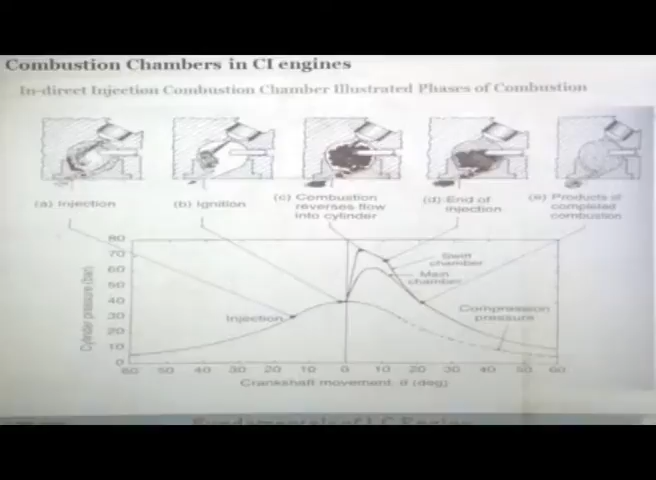 Combustion Chambers in CI engines
In-direct Injection Combustion Chamber Illustrated Phases of Combustion
(a) Injection
(b) Ignition
(c) Combustion
reverses flow
into cylinder
(d) End of
injection
(e) Products of
completed
combustion
80
70
60
50
40
30
20
10
0
Cylinder pressure (bar)
Injection
Swirl
chamber
Main
chamber
Compression
pressure
60 50 40 30 20 10 0 10 20 30 40 50 60
Crankshaft movement, θ (deg)
Fundamentals of I.C Engine